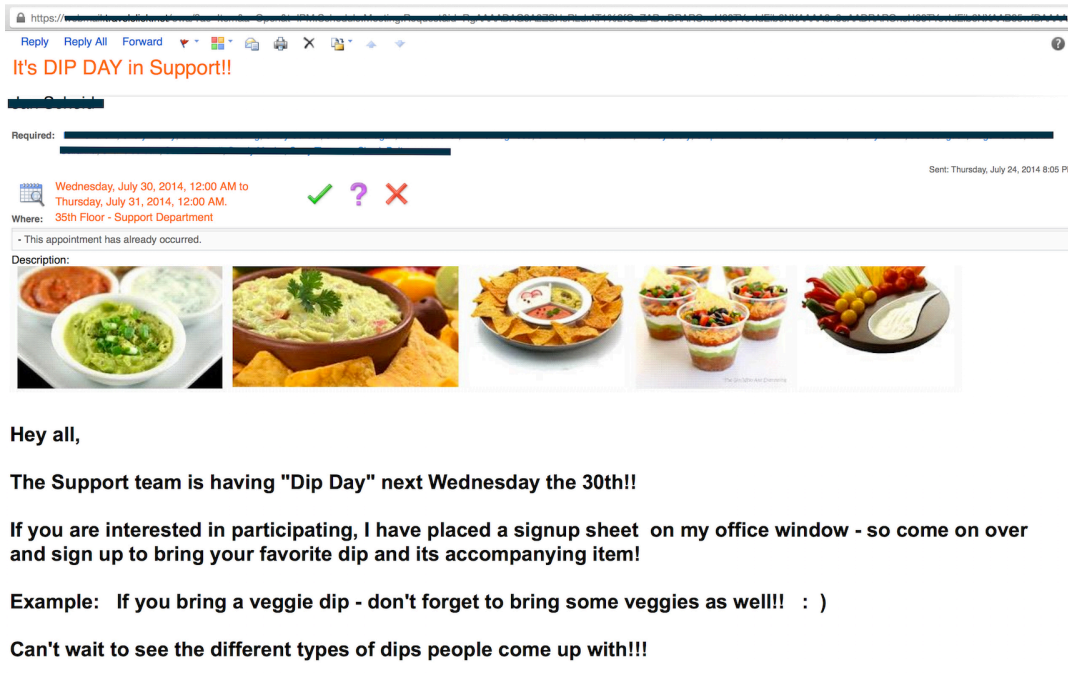 https://
Reply Reply All Forward
It's DIP DAY in Support!!
Required:
Sent: Thursday, July 24, 2014 8:05
Wednesday, July 30, 2014, 12:00 AM to
Thursday, July 31, 2014, 12:00 AM.
Where: 35th Floor - Support Department
- This appointment has already occurred.
Description:
Hey all,
The Support team is having "Dip Day" next Wednesday the 30th!!
If you are interested in participating, I have placed a signup sheet on my office window - so come on over
and sign up to bring your favorite dip and its accompanying item!
Example: If you bring a veggie dip - don't forget to bring some veggies as well!! : )
Can't wait to see the different types of dips people come up with!!!